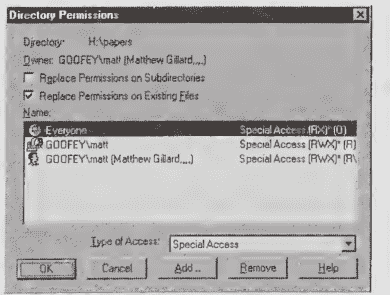 Directory Permissions
Directory: H:\papers
Owner: GOOFEY\matt (Matthew Gillard,,,,)
Replace Permissions on Subdirectories
Replace Permissions on Existing Files
Name:
Everyone Special Access (RX)* (0)
GOOFEY\matt Special Access (RWX)* (R)
GOOFEY\matt (Matthew Gillard,,,,) Special Access (RWX)* (R\
Type of Access: Special Access
OK Cancel Add... Remove Help